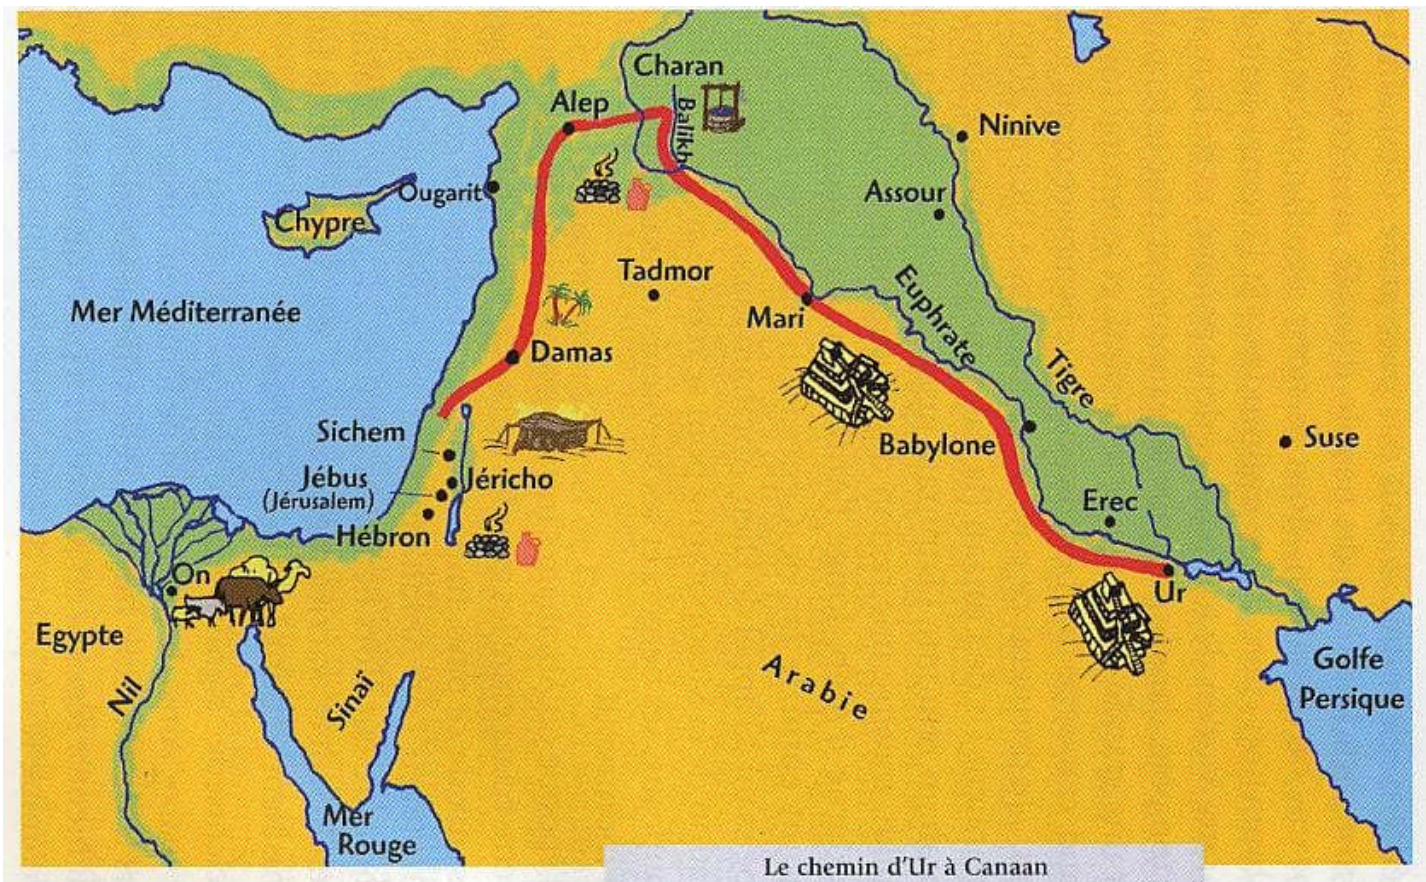 Charan
Alep
Balikh
Ninive
Ougarit
Assour
Chypre
Tadmor
Mer Méditerranée
Euphrate
Mari
Damas
Tigre
Sichem
Babylone
Suse
Jébus
(Jérusalem)
Jéricho
Erec
Hébron
On
Ur
Egypte
Golfe
Persique
Nil
Sinaï
Arabie
Mer
Rouge
Le chemin d'Ur à Canaan